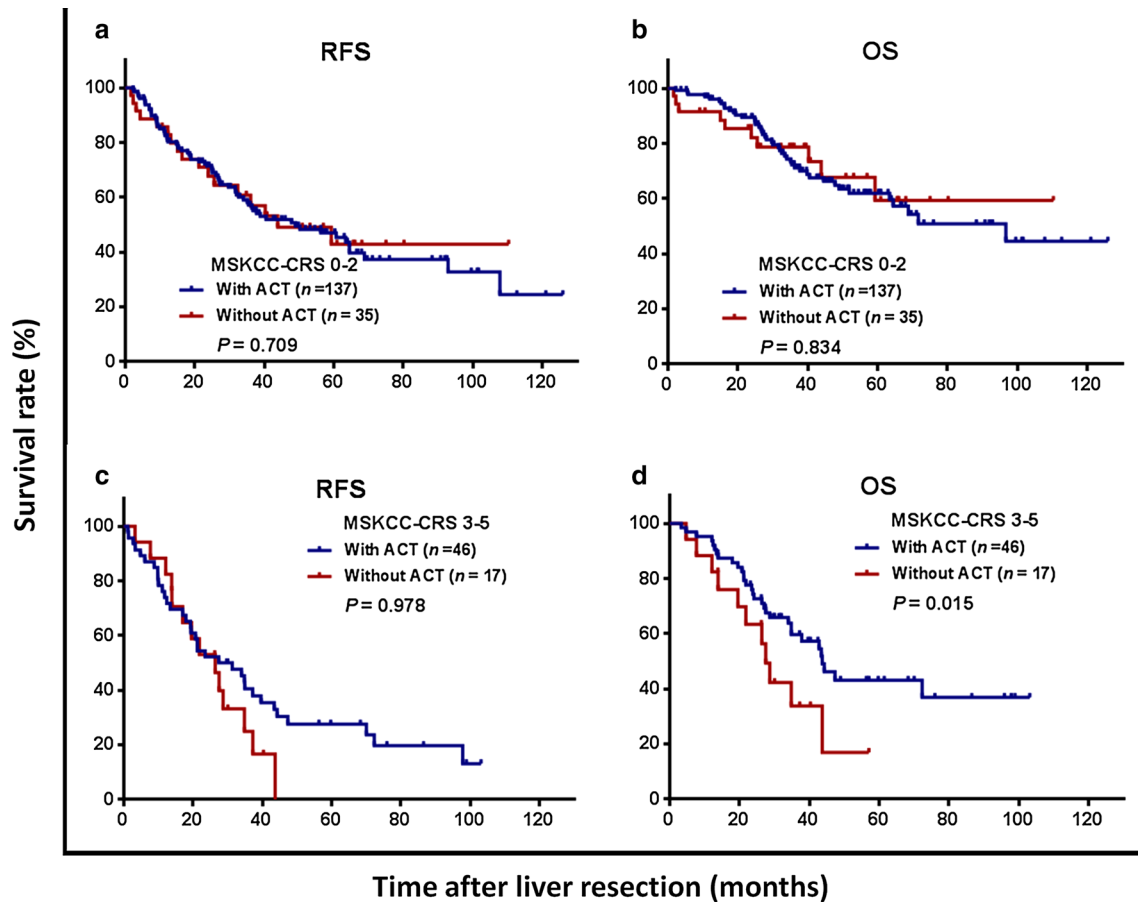 a
RFS
100
80
60
40
20
0
0 20 40 60 80 100 120
MSKCC-CRS 0-2
With ACT (n =137)
Without ACT (n = 35)
P = 0.709
b
OS
100
80
60
40
20
0
0 20 40 60 80 100 120
MSKCC-CRS 0-2
With ACT (n =137)
Without ACT (n = 35)
P = 0.834
c
RFS
MSKCC-CRS 3-5
With ACT (n =46)
Without ACT (n = 17)
P = 0.978
100
80
60
40
20
0
0 20 40 60 80 100 120
d
OS
MSKCC-CRS 3-5
With ACT (n =46)
Without ACT (n = 17)
P = 0.015
100
80
60
40
20
0
0 20 40 60 80 100 120
Survival rate (%)
Time after liver resection (months)